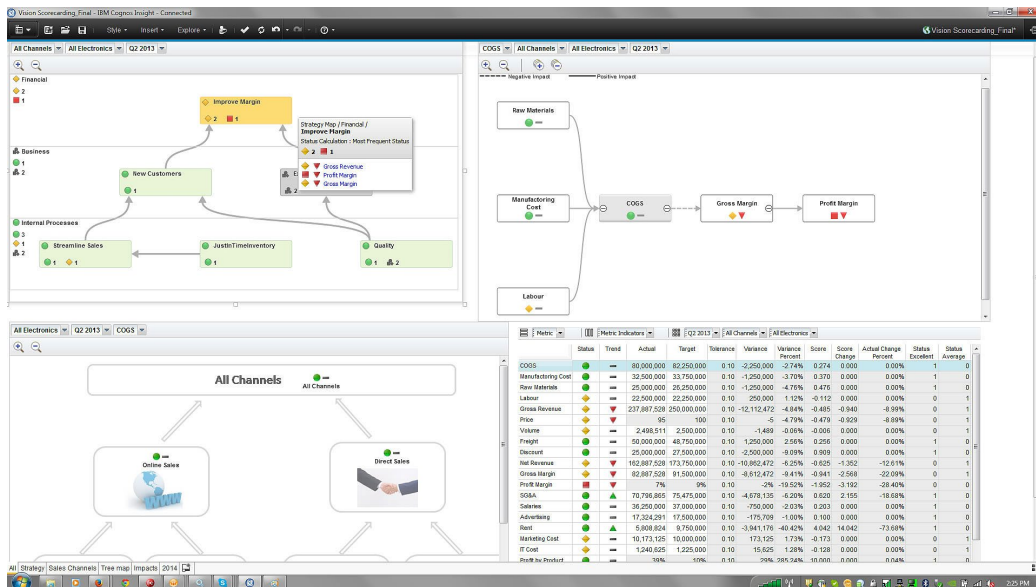 Vision Scorecarding_Final - IBM Cognos Insight - Connected
Style Insert Explore
Vision Scorecarding_Final*
All Channels All Electronics Q2 2013
Financial
2
1
Improve Margin
2 1
Strategy Map / Financial /
Improve Margin
Status Calculation : Most Frequent Status
2 1
Gross Revenue
Profit Margin
Gross Margin
Business
1
2
New Customers
1
2
Internal Processes
3
1
2
Streamline Sales
1 1
JustInTimeInventory
1
Quality
1 2
COGS All Channels All Electronics Q2 2013
Negative Impact Positive Impact
Raw Materials
Manufactoring
Cost
COGS
Gross Margin
Profit Margin
Labour
All Electronics Q2 2013 COGS
All Channels
All Channels
Online Sales
WWW
Direct Sales
Metric Metric Indicators Q2 2013 All Channels All Electronics
Status Trend Actual Target Tolerance Variance Variance Percent Score Score Change Actual Change Percent Status Excellent Status Average
COGS 80,000,000 82,250,000 0.10 -2,250,000 -2.74% 0.274 0.000 0.00% 1 0
Manufactoring Cost 32,500,000 33,750,000 0.10 -1,250,000 -3.70% 0.370 0.000 0.00% 1 0
Raw Materials 25,000,000 26,250,000 0.10 -1,250,000 -4.76% 0.476 0.000 0.00% 1 0
Labour 22,500,000 22,250,000 0.10 250,000 1.12% -0.112 0.000 0.00% 0 1
Gross Revenue 237,887,528 250,000,000 0.10 -12,112,472 -4.84% -0.485 -0.940 -8.99% 0 1
Price 95 100 0.10 -5 -4.79% -0.479 -0.929 -8.89% 0 1
Volume 2,498,511 2,500,000 0.10 -1,489 -0.06% -0.006 0.000 0.00% 0 1
Freight 50,000,000 48,750,000 0.10 1,250,000 2.56% 0.256 0.000 0.00% 1 0
Discount 25,000,000 27,500,000 0.10 -2,500,000 -9.09% 0.909 0.000 0.00% 1 0
Net Revenue 162,887,528 173,750,000 0.10 -10,862,472 -6.25% -0.625 -1.352 -12.61% 0 1
Gross Margin 82,887,528 91,500,000 0.10 -8,612,472 -9.41% -0.941 -2.568 -22.09% 0 1
Profit Margin 7% 9% 0.10 -2% -19.52% -1.952 -3.192 -28.40% 0 0
SG&A 70,796,865 75,475,000 0.10 -4,678,135 -6.20% 0.620 2.155 -18.68% 1 0
Salaries 36,250,000 37,000,000 0.10 -750,000 -2.03% 0.203 0.000 0.00% 1 0
Advertising 17,324,291 17,500,000 0.10 -175,709 -1.00% 0.100 0.000 0.00% 1 0
Rent 5,808,824 9,750,000 0.10 -3,941,176 -40.42% 4.042 14.042 -73.68% 1 0
Marketing Cost 10,173,125 10,000,000 0.10 173,125 1.73% -0.173 0.000 0.00% 0 1
IT Cost 1,240,625 1,225,000 0.10 15,625 1.28% -0.128 0.000 0.00% 0 1
Profit by Product 39% 10% 0.10 29% 285.24% 10.000 0.000 0.04% 1 0
All Strategy Sales Channels Tree map Impacts 2014
2:25 PM